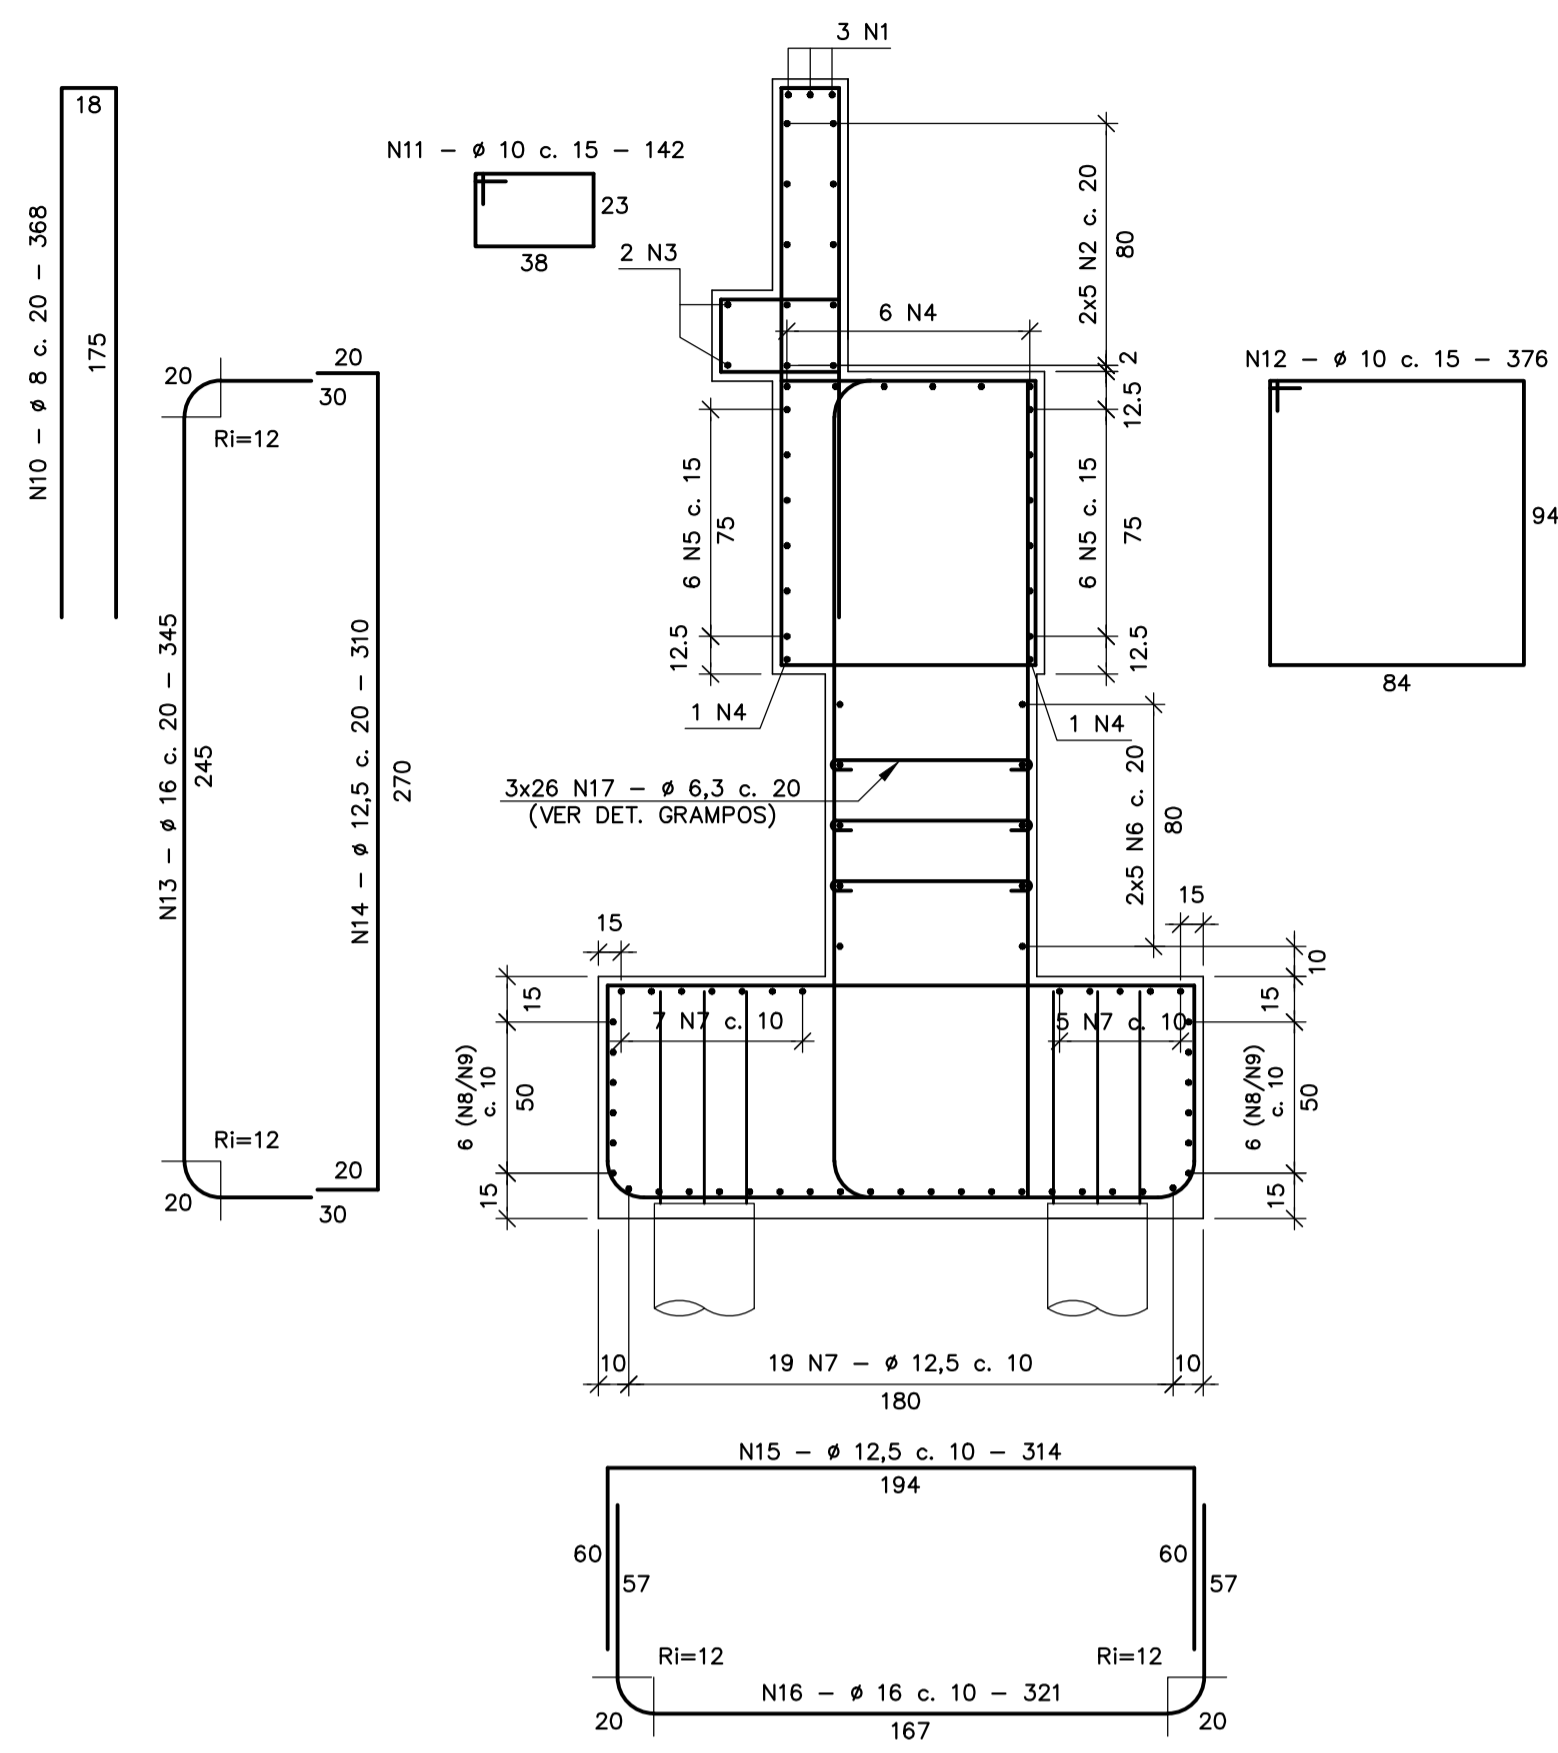 3 N1
18
N10 – ø 8 c. 20 – 368
175
N11 – ø 10 c. 15 – 142
23
38
2 N3
6 N4
2x5 N2 c. 20
80
2
12.5
6 N5 c. 15
75
12.5
6 N5 c. 15
75
12.5
N12 – ø 10 c. 15 – 376
94
84
20
20
30
Ri=12
N13 – ø 16 c. 20 – 345
245
N14 – ø 12,5 c. 20 – 310
270
Ri=12
20
20
30
1 N4
1 N4
3x26 N17 – ø 6,3 c. 20
(VER DET. GRAMPOS)
2x5 N6 c. 20
80
15
15
10
15
15
7 N7 c. 10
5 N7 c. 10
6 (N8/N9)
c. 10
50
6 (N8/N9)
c. 10
50
15
15
10
19 N7 – ø 12,5 c. 10
10
180
N15 – ø 12,5 c. 10 – 314
194
60
57
60
57
Ri=12
Ri=12
N16 – ø 16 c. 10 – 321
20
167
20